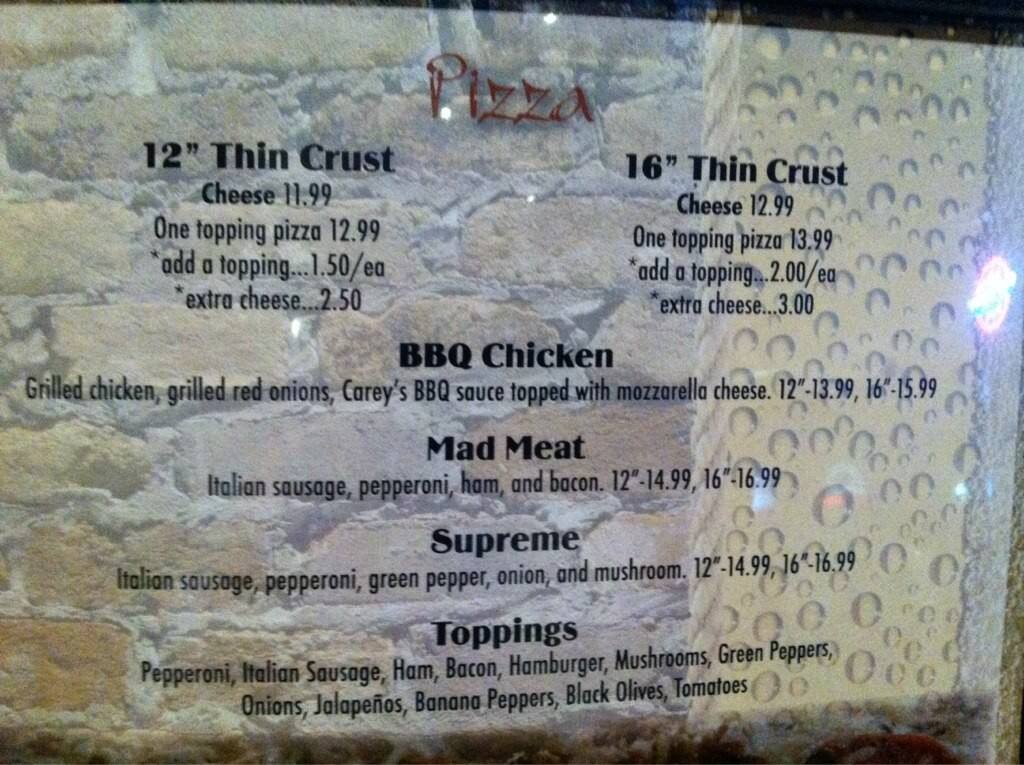 Pizza
12" Thin Crust
Cheese 11.99
One topping pizza 12.99
*add a topping...1.50/ea
*extra cheese...2.50
16" Thin Crust
Cheese 12.99
One topping pizza 13.99
*add a topping...2.00/ea
*extra cheese...3.00
BBQ Chicken
Grilled chicken, grilled red onions, Carey's BBQ sauce topped with mozzarella cheese. 12"-13.99, 16"-15.99
Mad Meat
Italian sausage, pepperoni, ham, and bacon. 12"-14.99, 16"-16.99
Supreme
Italian sausage, pepperoni, green pepper, onion, and mushroom. 12"-14.99, 16"-16.99
Toppings
Pepperoni, Italian Sausage, Ham, Bacon, Hamburger, Mushrooms, Green Peppers,
Onions, Jalapeños, Banana Peppers, Black Olives, Tomatoes